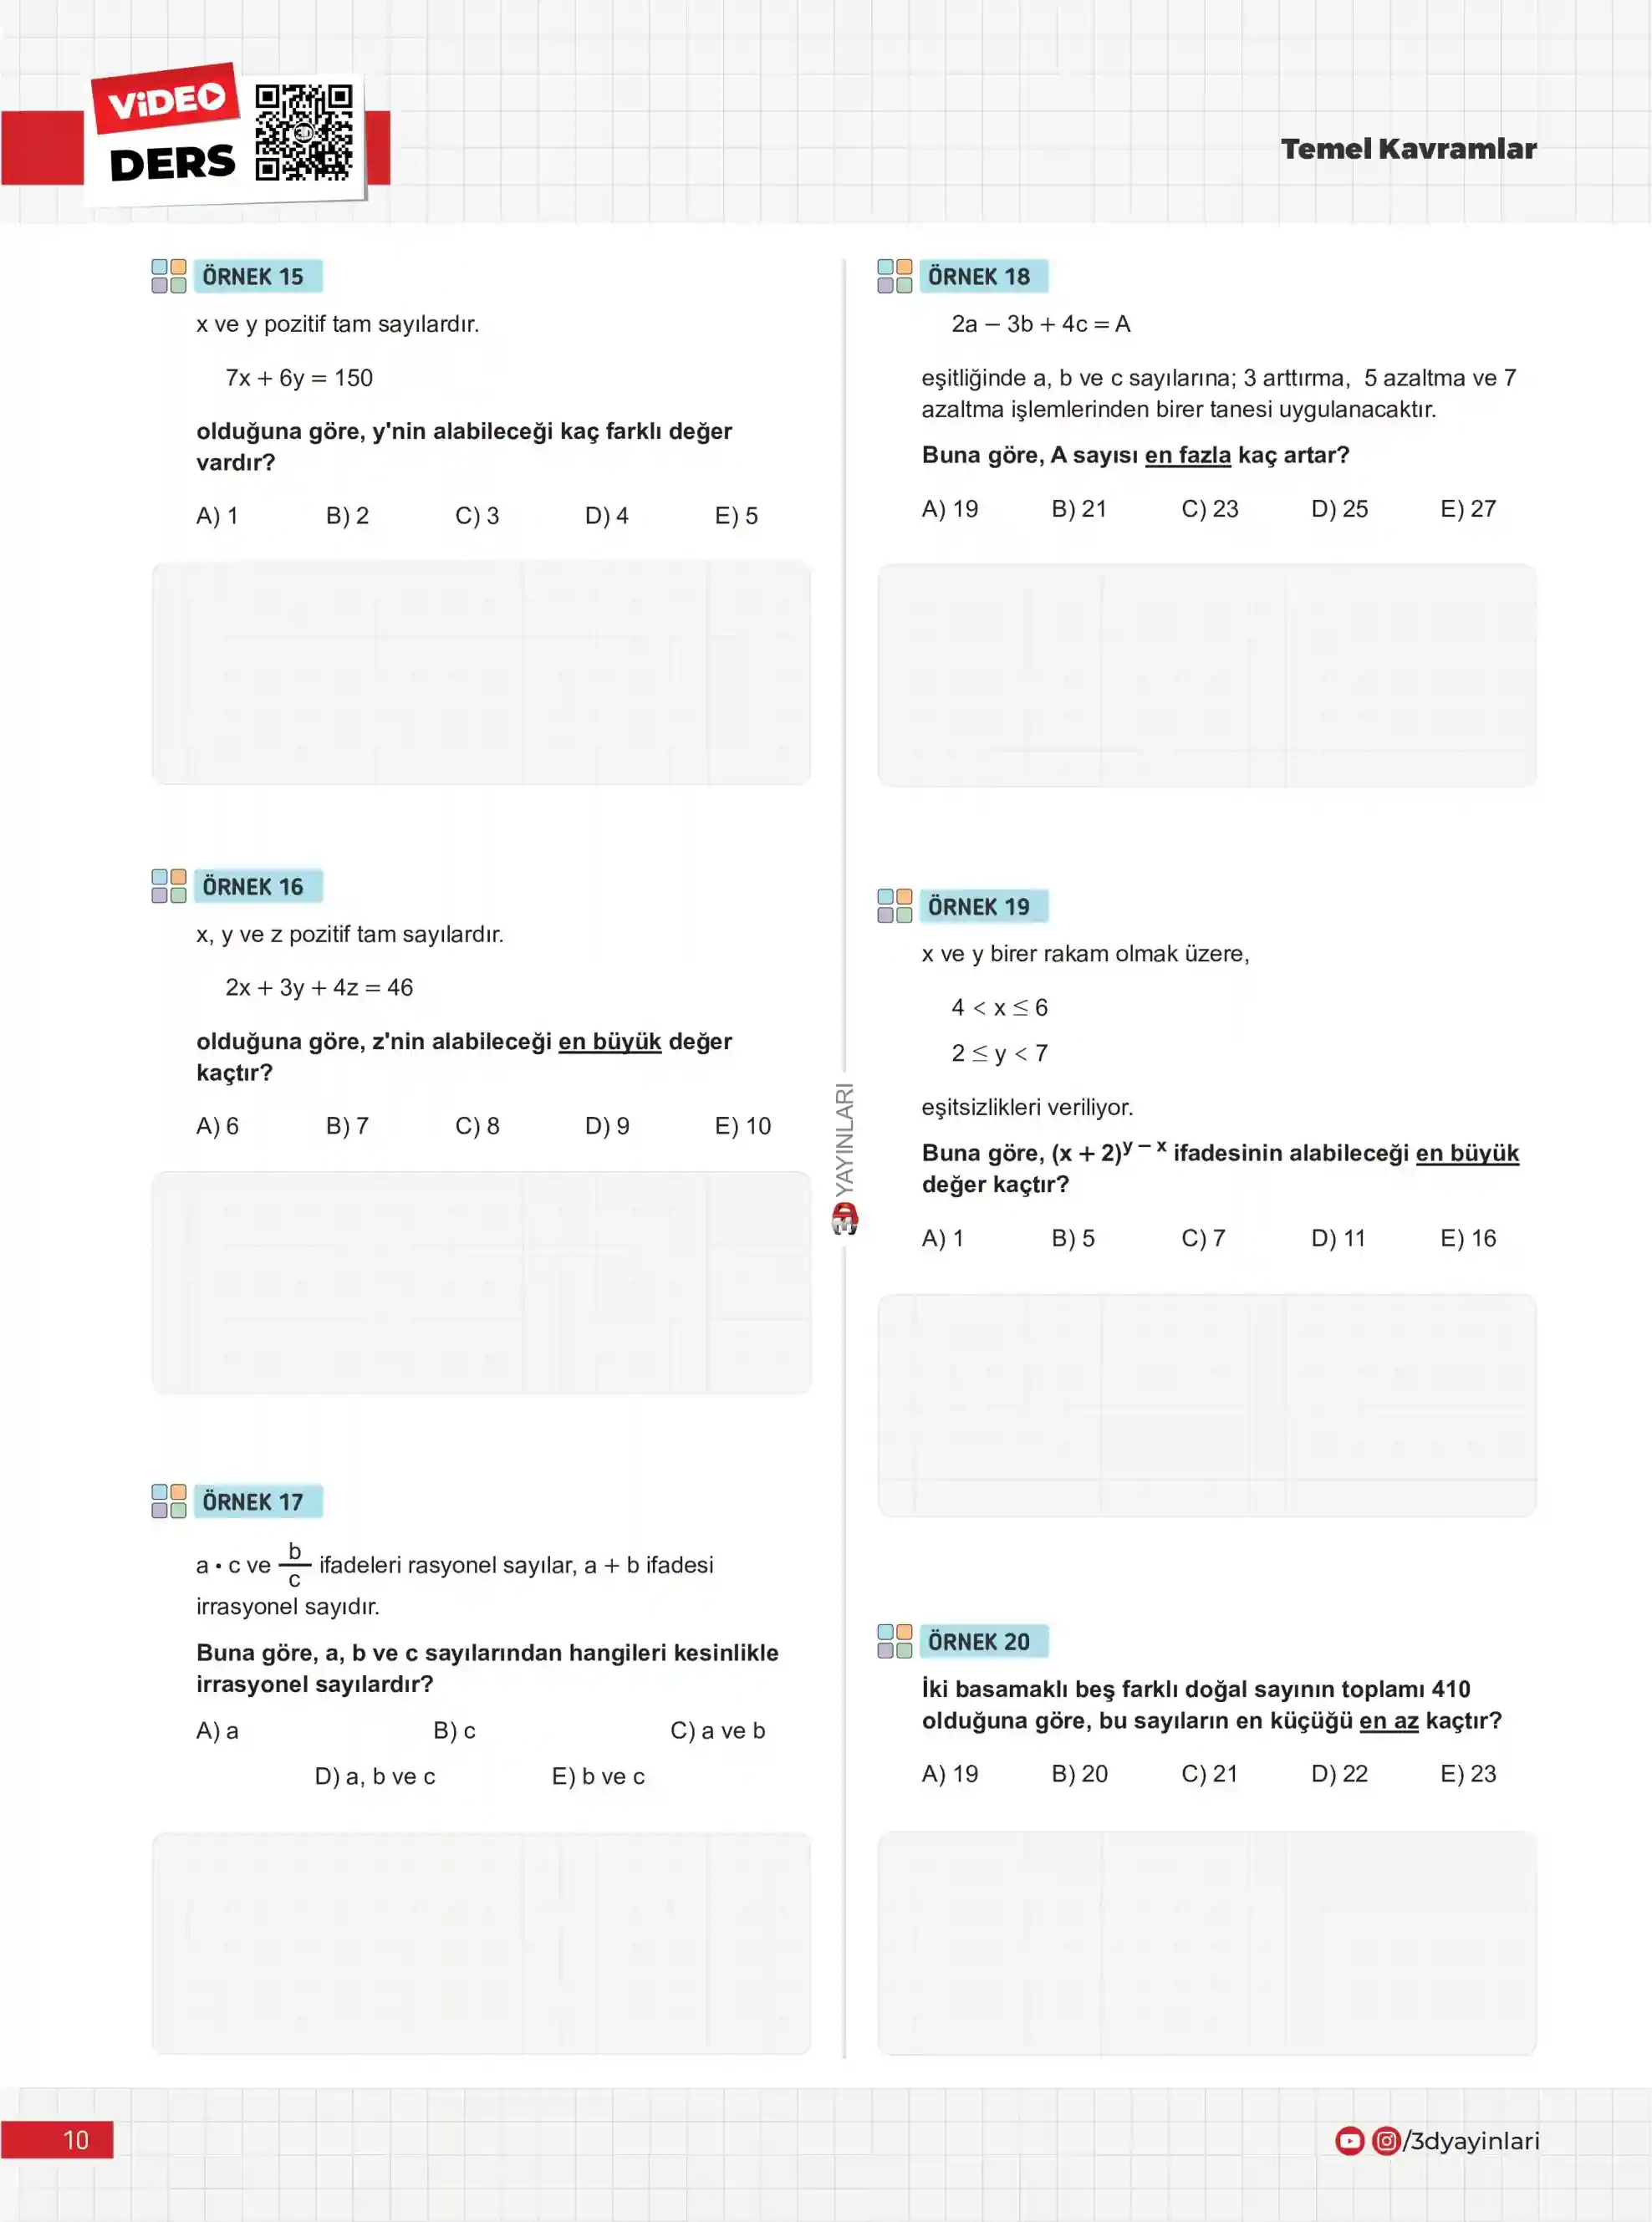 ViDEO
DERS
3D
Temel Kavramlar
ÖRNEK 15
x ve y pozitif tam sayılardır.
7x + 6y = 150
olduğuna göre, y'nin alabileceği kaç farklı değer
vardır?
A) 1 B) 2 C) 3 D) 4 E) 5
ÖRNEK 16
x, y ve z pozitif tam sayılardır.
2x + 3y + 4z = 46
olduğuna göre, z'nin alabileceği en büyük değer
kaçtır?
A) 6 B) 7 C) 8 D) 9 E) 10
ÖRNEK 17
a • c ve b/c ifadeleri rasyonel sayılar, a + b ifadesi
irrasyonel sayıdır.
Buna göre, a, b ve c sayılarından hangileri kesinlikle
irrasyonel sayılardır?
A) a B) c C) a ve b
D) a, b ve c E) b ve c
YAYINLARI
ÖRNEK 18
2a – 3b + 4c = A
eşitliğinde a, b ve c sayılarına; 3 arttırma, 5 azaltma ve 7
azaltma işlemlerinden birer tanesi uygulanacaktır.
Buna göre, A sayısı en fazla kaç artar?
A) 19 B) 21 C) 23 D) 25 E) 27
ÖRNEK 19
x ve y birer rakam olmak üzere,
4 < x ≤ 6
2 ≤ y < 7
eşitsizlikleri veriliyor.
Buna göre, (x + 2)^(y – x) ifadesinin alabileceği en büyük
değer kaçtır?
A) 1 B) 5 C) 7 D) 11 E) 16
ÖRNEK 20
İki basamaklı beş farklı doğal sayının toplamı 410
olduğuna göre, bu sayıların en küçüğü en az kaçtır?
A) 19 B) 20 C) 21 D) 22 E) 23
10
/3dyayinlari